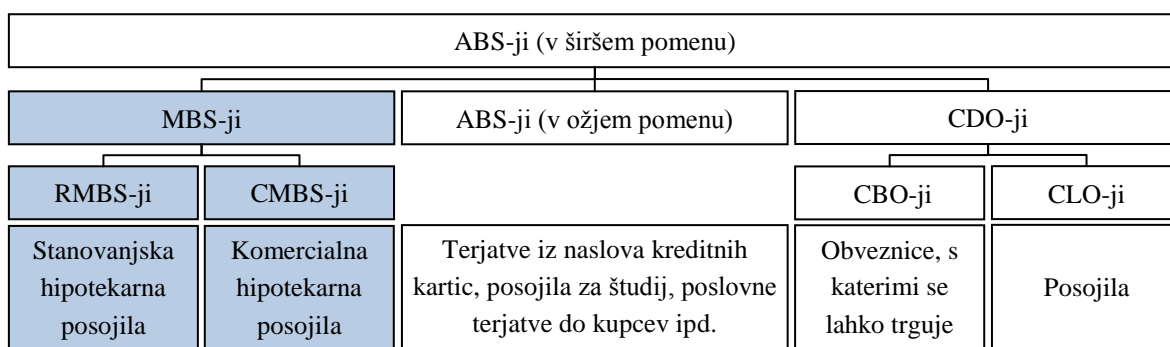 ABS-ji (v širšem pomenu)
MBS-ji
ABS-ji (v ožjem pomenu)
CDO-ji
RMBS-ji
CMBS-ji
CBO-ji
CLO-ji
Stanovanjska
hipotekarna
posojila
Komercialna
hipotekarna
posojila
Terjatve iz naslova kreditnih
kartic, posojila za študij, poslovne
terjatve do kupcev ipd.
Obveznice, s
katerimi se
lahko trguje
Posojila